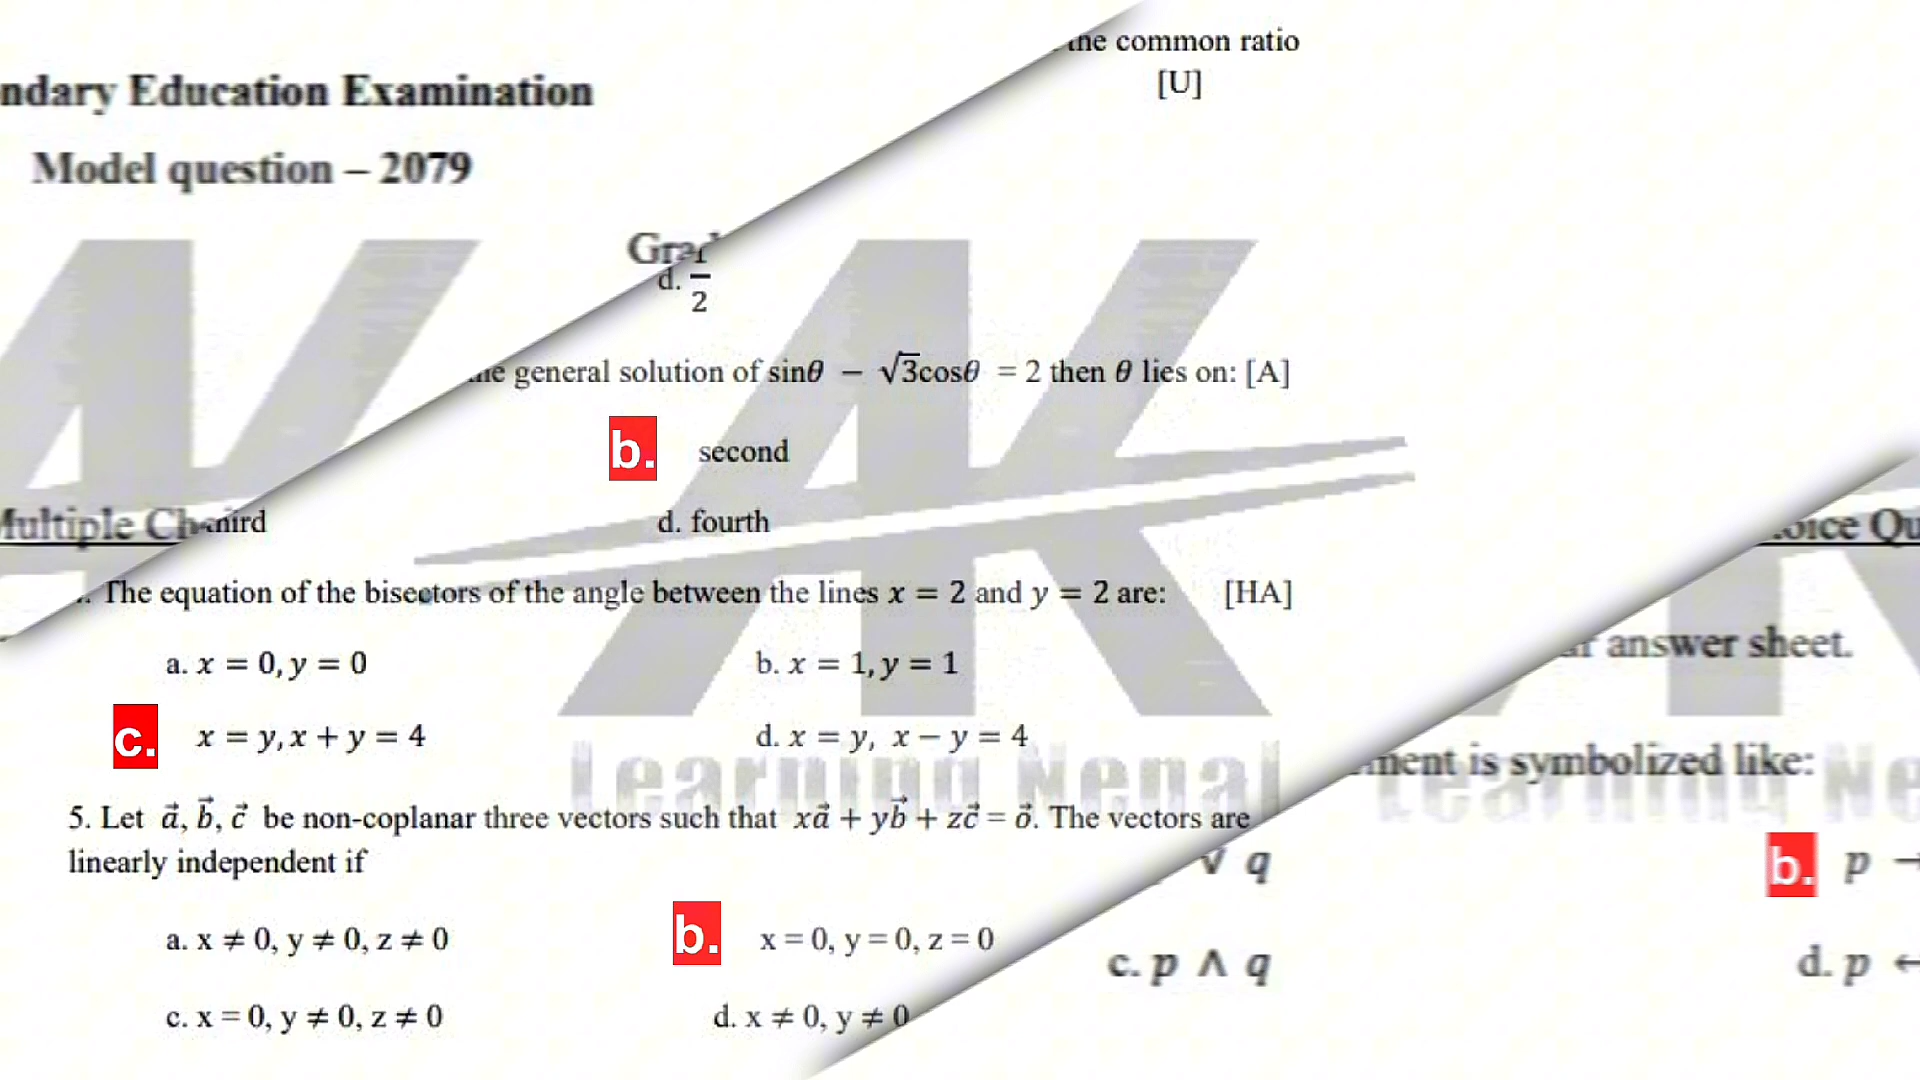 ndary Education Examination
Model question – 2079
the common ratio
[U]
d. 2
general solution of sinθ − √3cosθ = 2 then θ lies on: [A]
b. second
d. fourth
The equation of the bisectors of the angle between the lines x = 2 and y = 2 are: [HA]
a. x = 0, y = 0
b. x = 1, y = 1
c. x = y, x + y = 4
d. x = y, x − y = 4
Learning Nepal
5. Let a⃗, b⃗, c⃗ be non-coplanar three vectors such that xa⃗ + yb⃗ + zc⃗ = o⃗. The vectors are
linearly independent if
a. x ≠ 0, y ≠ 0, z ≠ 0
b. x = 0, y = 0, z = 0
c. x = 0, y ≠ 0, z ≠ 0
d. x ≠ 0, y ≠ 0
Multiple Ch
oice Qu
answer sheet.
ment is symbolized like:
∨ q
b. p
c. p ∧ q
d. p